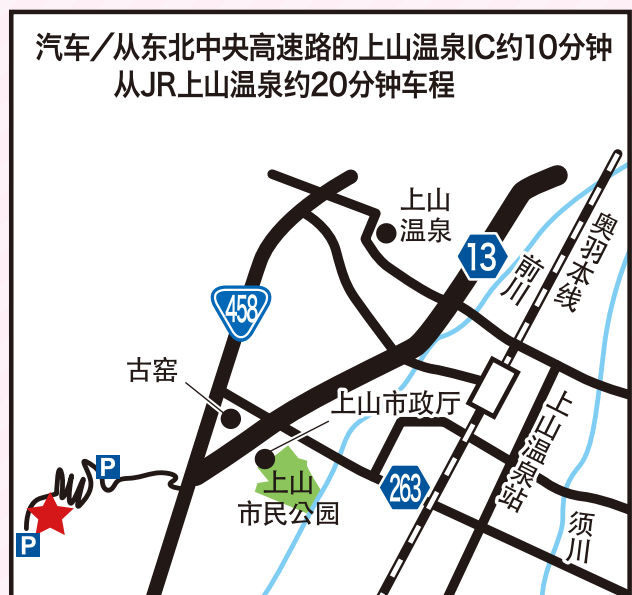 汽车／从东北中央高速路的上山温泉IC约10分钟
从JR上山温泉约20分钟车程
上山
温泉
13
前川
奥羽本线
458
古窑
上山市政厅
上山温泉站
P
上山
市民公园
263
须川
P